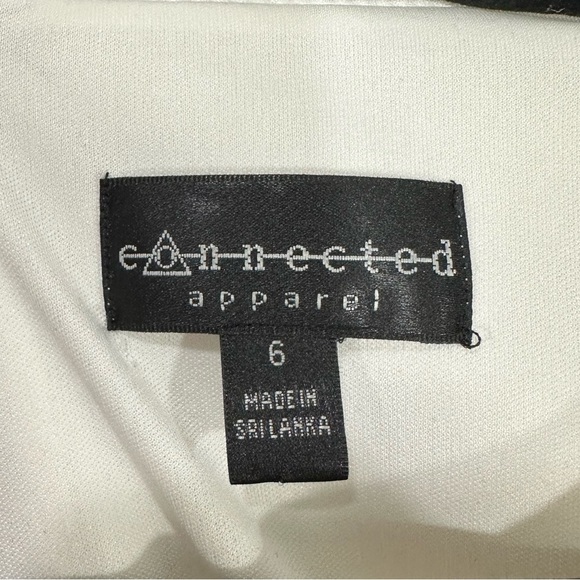 connected
apparel
6
MADE IN
SRI LANKA